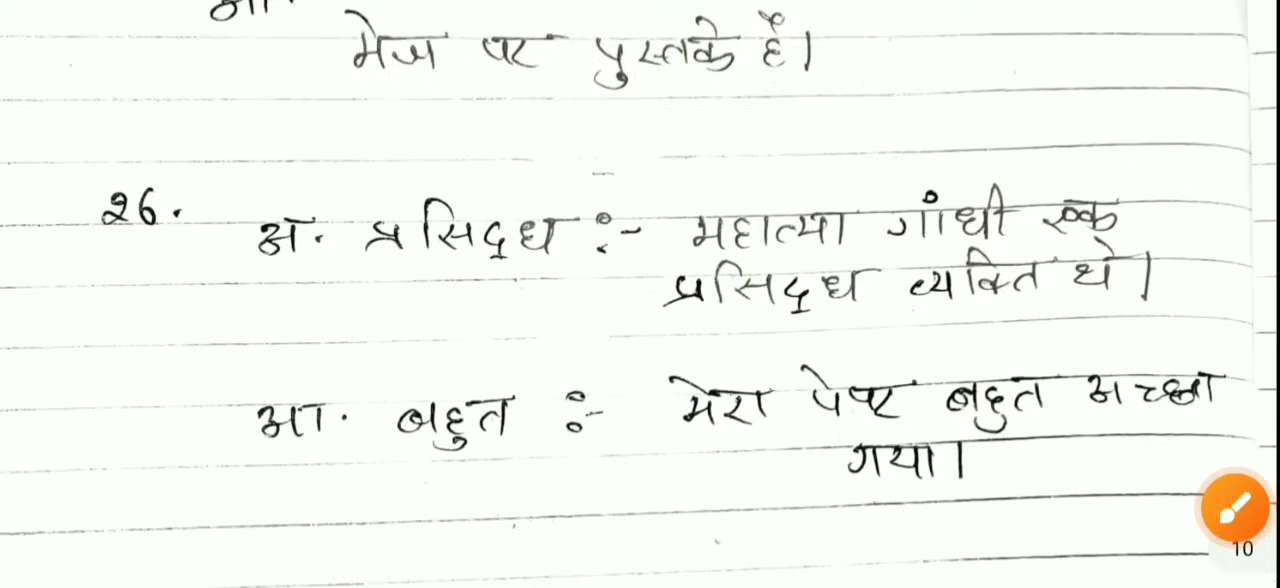 मेज पर पुस्तके हैं।
26. अ. प्रसिद्ध :- महात्मा गांधी एक
प्रसिद्ध व्यक्ति थे।
आ. बहुत :- मेरा पेपर बहुत अच्छा
गया।
10